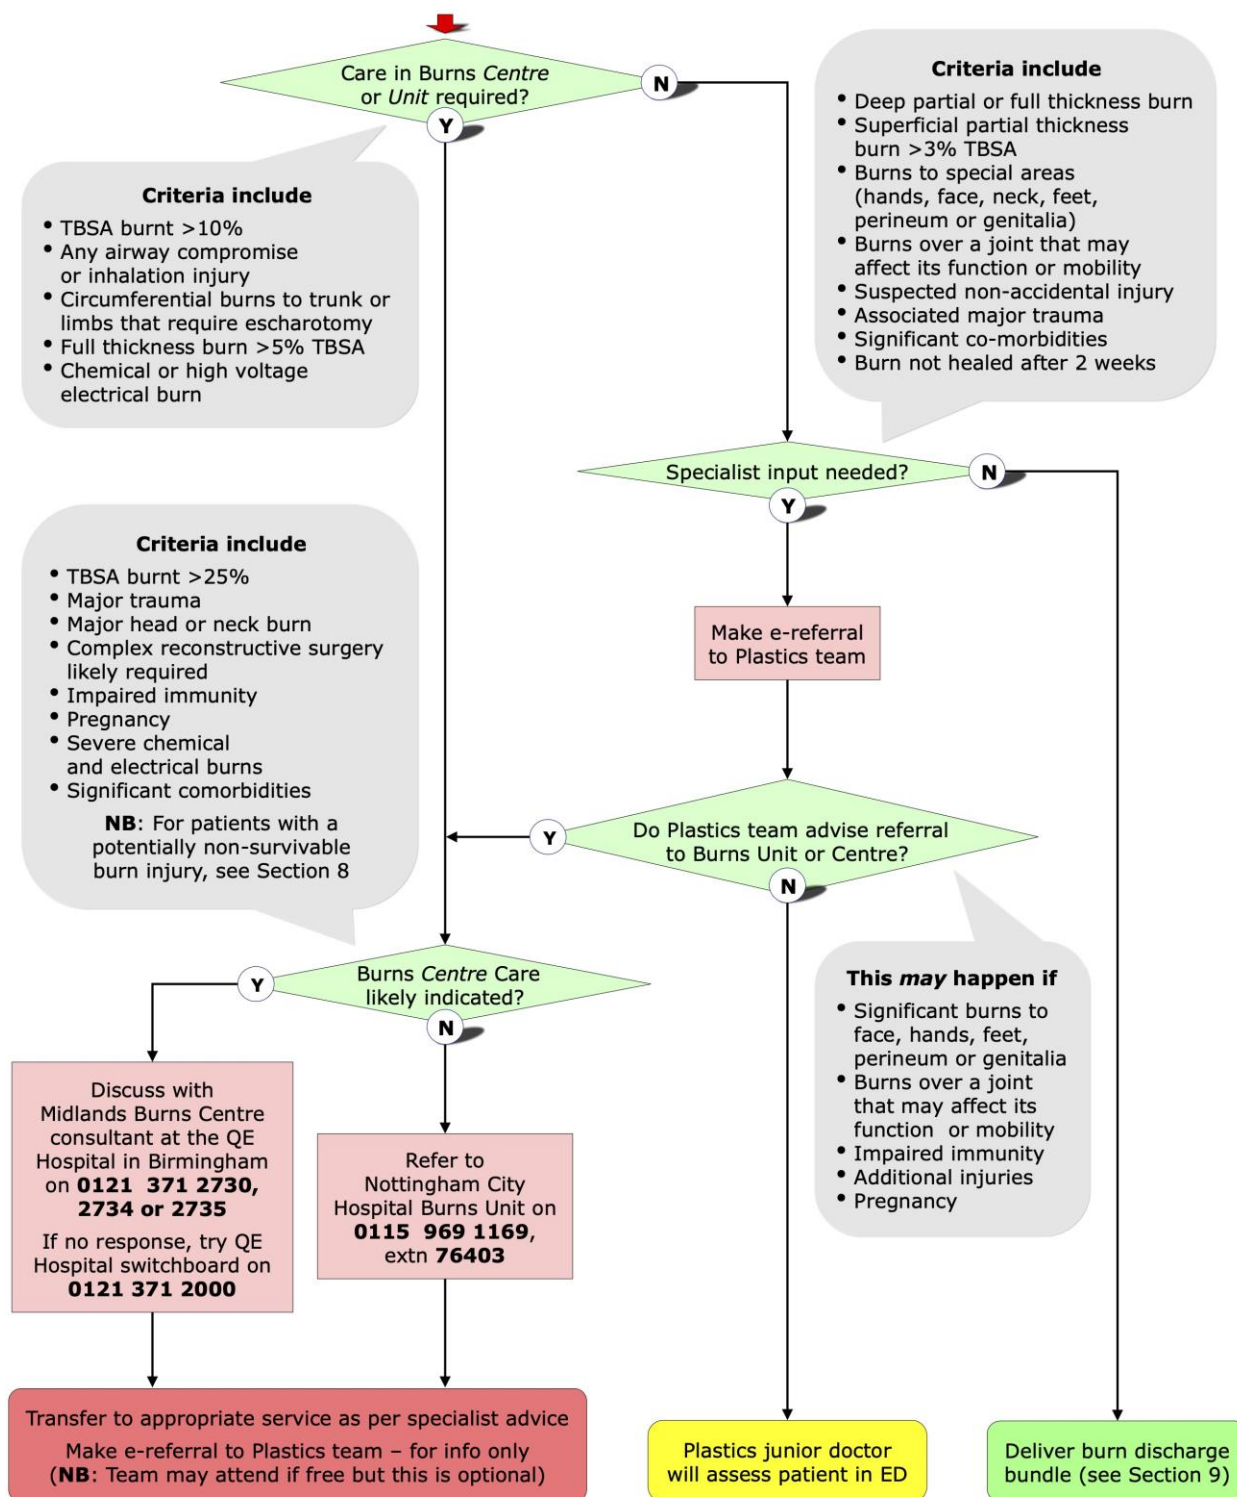 Care in Burns Centre
or Unit required?
N
Y
Criteria include
• Deep partial or full thickness burn
• Superficial partial thickness
burn >3% TBSA
• Burns to special areas
(hands, face, neck, feet,
perineum or genitalia)
• Burns over a joint that may
affect its function or mobility
• Suspected non-accidental injury
• Associated major trauma
• Significant co-morbidities
• Burn not healed after 2 weeks
Criteria include
• TBSA burnt >10%
• Any airway compromise
or inhalation injury
• Circumferential burns to trunk or
limbs that require escharotomy
• Full thickness burn >5% TBSA
• Chemical or high voltage
electrical burn
Specialist input needed?
N
Y
Criteria include
• TBSA burnt >25%
• Major trauma
• Major head or neck burn
• Complex reconstructive surgery
likely required
• Impaired immunity
• Pregnancy
• Severe chemical
and electrical burns
• Significant comorbidities
NB: For patients with a
potentially non-survivable
burn injury, see Section 8
Make e-referral
to Plastics team
Y
Do Plastics team advise referral
to Burns Unit or Centre?
N
Y
Burns Centre Care
likely indicated?
N
This may happen if
• Significant burns to
face, hands, feet,
perineum or genitalia
• Burns over a joint
that may affect its
function or mobility
• Impaired immunity
• Additional injuries
• Pregnancy
Discuss with
Midlands Burns Centre
consultant at the QE
Hospital in Birmingham
on 0121 371 2730,
2734 or 2735
If no response, try QE
Hospital switchboard on
0121 371 2000
Refer to
Nottingham City
Hospital Burns Unit on
0115 969 1169,
extn 76403
Transfer to appropriate service as per specialist advice
Make e-referral to Plastics team – for info only
(NB: Team may attend if free but this is optional)
Plastics junior doctor
will assess patient in ED
Deliver burn discharge
bundle (see Section 9)